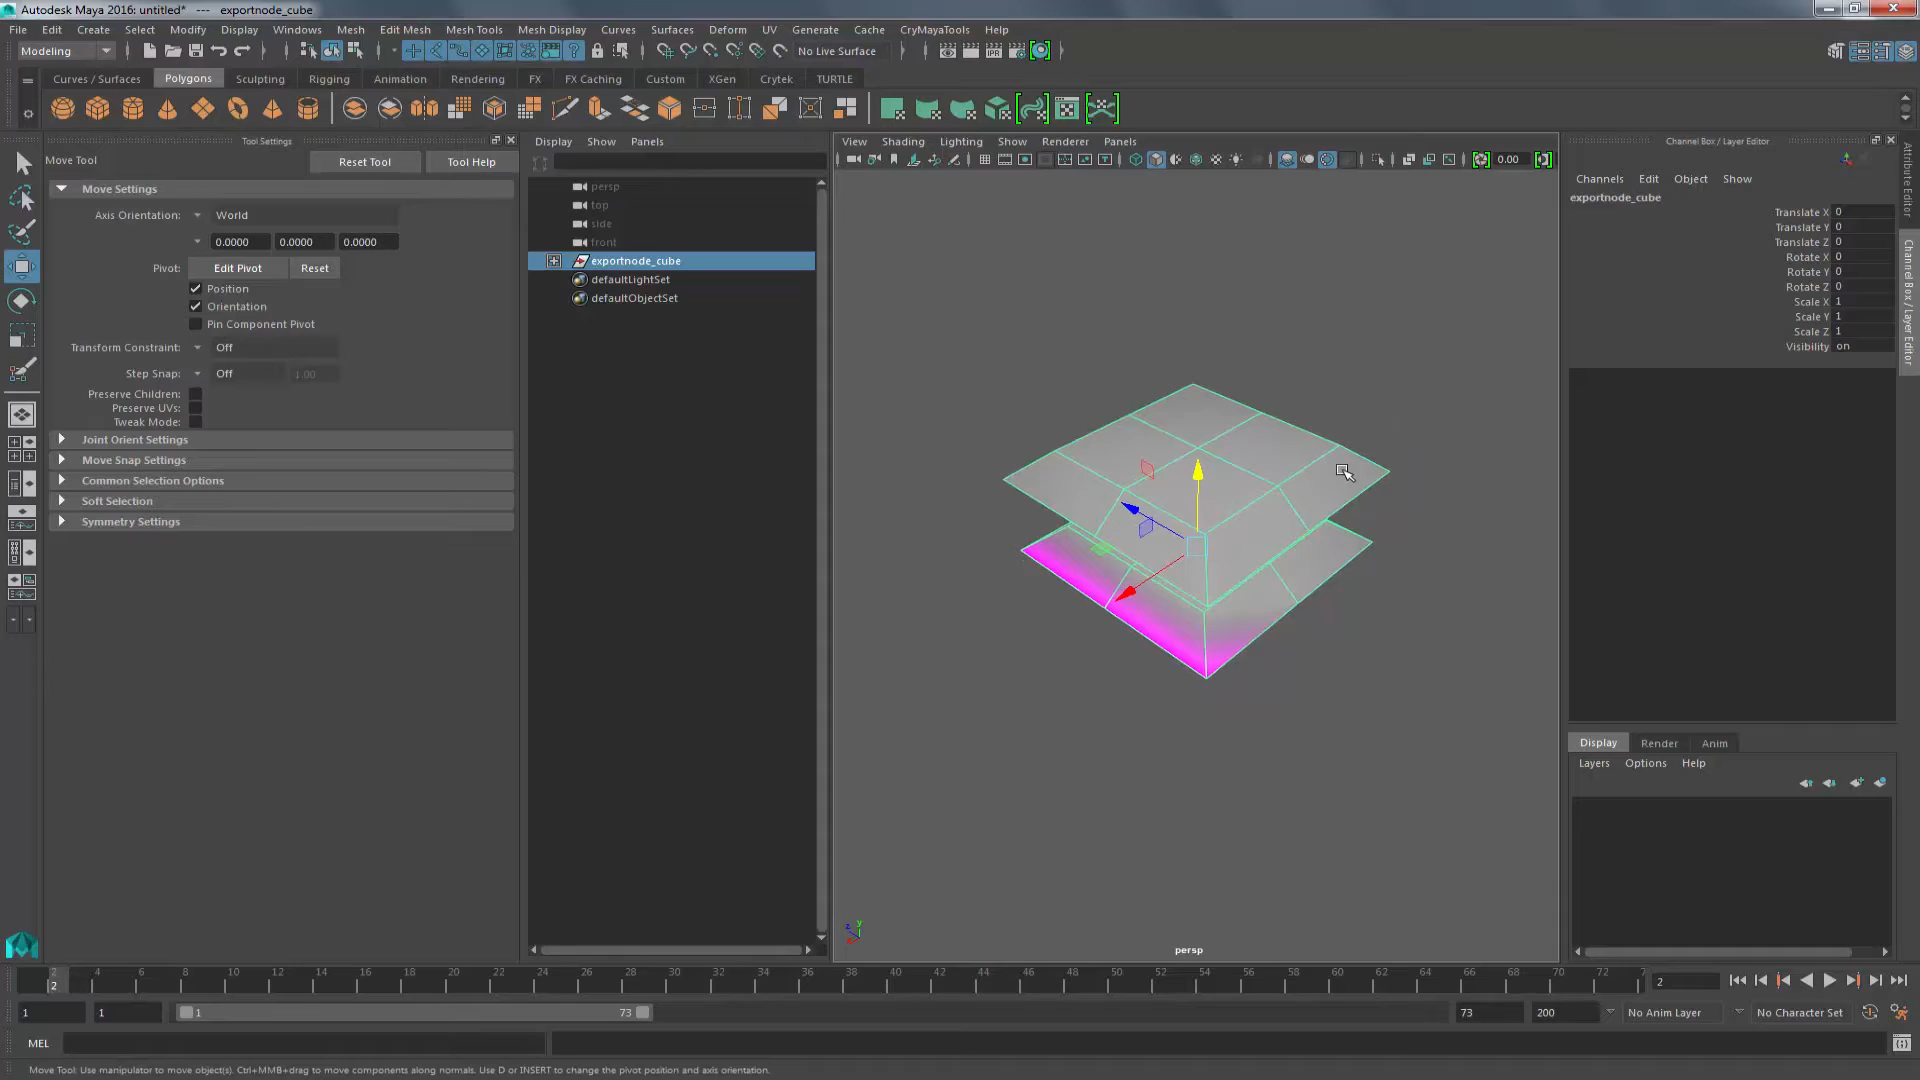 Autodesk Maya 2016: untitled* --- exportnode_cube
File Edit Create Select Modify Display Windows Mesh Edit Mesh Mesh Tools Mesh Display Curves Surfaces Deform UV Generate Cache CryMayaTools Help
Modeling No Live Surface
Curves / Surfaces Polygons Sculpting Rigging Animation Rendering FX FX Caching Custom XGen Crytek TURTLE
Tool Settings
Move Tool Reset Tool Tool Help
Move Settings
Axis Orientation: World
0.0000 0.0000 0.0000
Pivot: Edit Pivot Reset
Position
Orientation
Pin Component Pivot
Transform Constraint: Off
Step Snap: Off 1.00
Preserve Children:
Preserve UVs:
Tweak Mode:
Joint Orient Settings
Move Snap Settings
Common Selection Options
Soft Selection
Symmetry Settings
Display Show Panels
persp
top
side
front
exportnode_cube
defaultLightSet
defaultObjectSet
View Shading Lighting Show Renderer Panels
0.00
persp
Channel Box / Layer Editor
Channels Edit Object Show
exportnode_cube
Translate X 0
Translate Y 0
Translate Z 0
Rotate X 0
Rotate Y 0
Rotate Z 0
Scale X 1
Scale Y 1
Scale Z 1
Visibility on
Attribute Editor
Channel Box / Layer Editor
Display Render Anim
Layers Options Help
2 4 6 8 10 12 14 16 18 20 22 24 26 28 30 32 34 36 38 40 42 44 46 48 50 52 54 56 58 60 62 64 66 68 70 72
2 2
1 1 1 73 73 200 No Anim Layer No Character Set
MEL
Move Tool: Use manipulator to move object(s). Ctrl+MMB+drag to move components along normals. Use D or INSERT to change the pivot position and axis orientation.